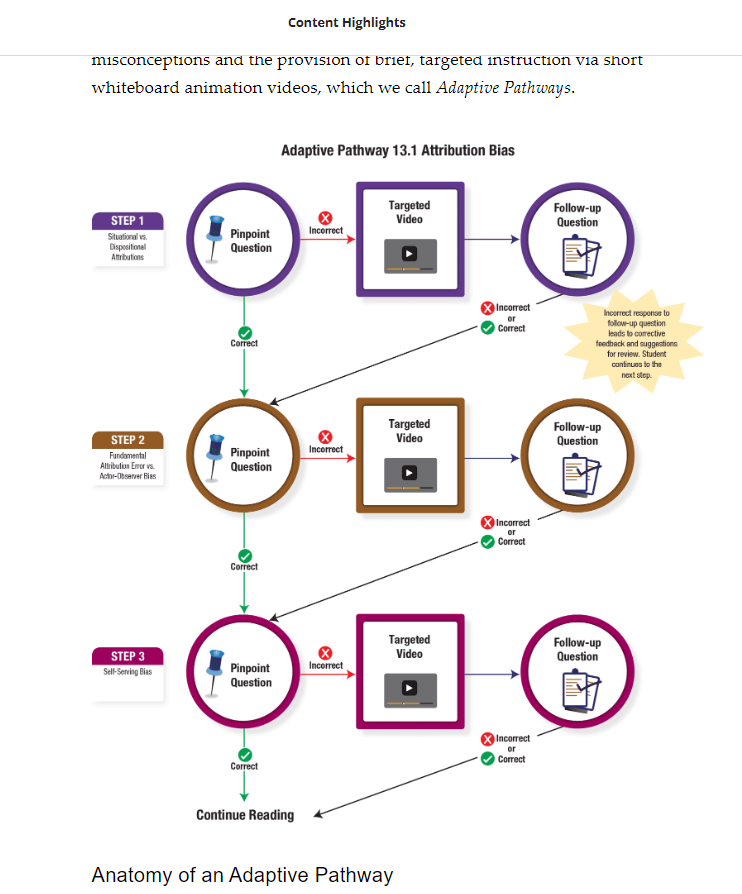 Content Highlights
misconceptions and the provision of brief, targeted instruction via short
whiteboard animation videos, which we call Adaptive Pathways.
Adaptive Pathway 13.1 Attribution Bias
STEP 1
Situational vs.
Dispositional
Attributions
Pinpoint
Question
Incorrect
Targeted
Video
Follow-up
Question
Correct
Incorrect
or
Correct
Incorrect response to
follow-up question
leads to corrective
feedback and suggestions
for review. Student
continues to the
next step.
STEP 2
Fundamental
Attribution Error vs.
Actor-Observer Bias
Pinpoint
Question
Incorrect
Targeted
Video
Follow-up
Question
Correct
Incorrect
or
Correct
STEP 3
Self-Serving Bias
Pinpoint
Question
Incorrect
Targeted
Video
Follow-up
Question
Correct
Incorrect
or
Correct
Continue Reading
Anatomy of an Adaptive Pathway